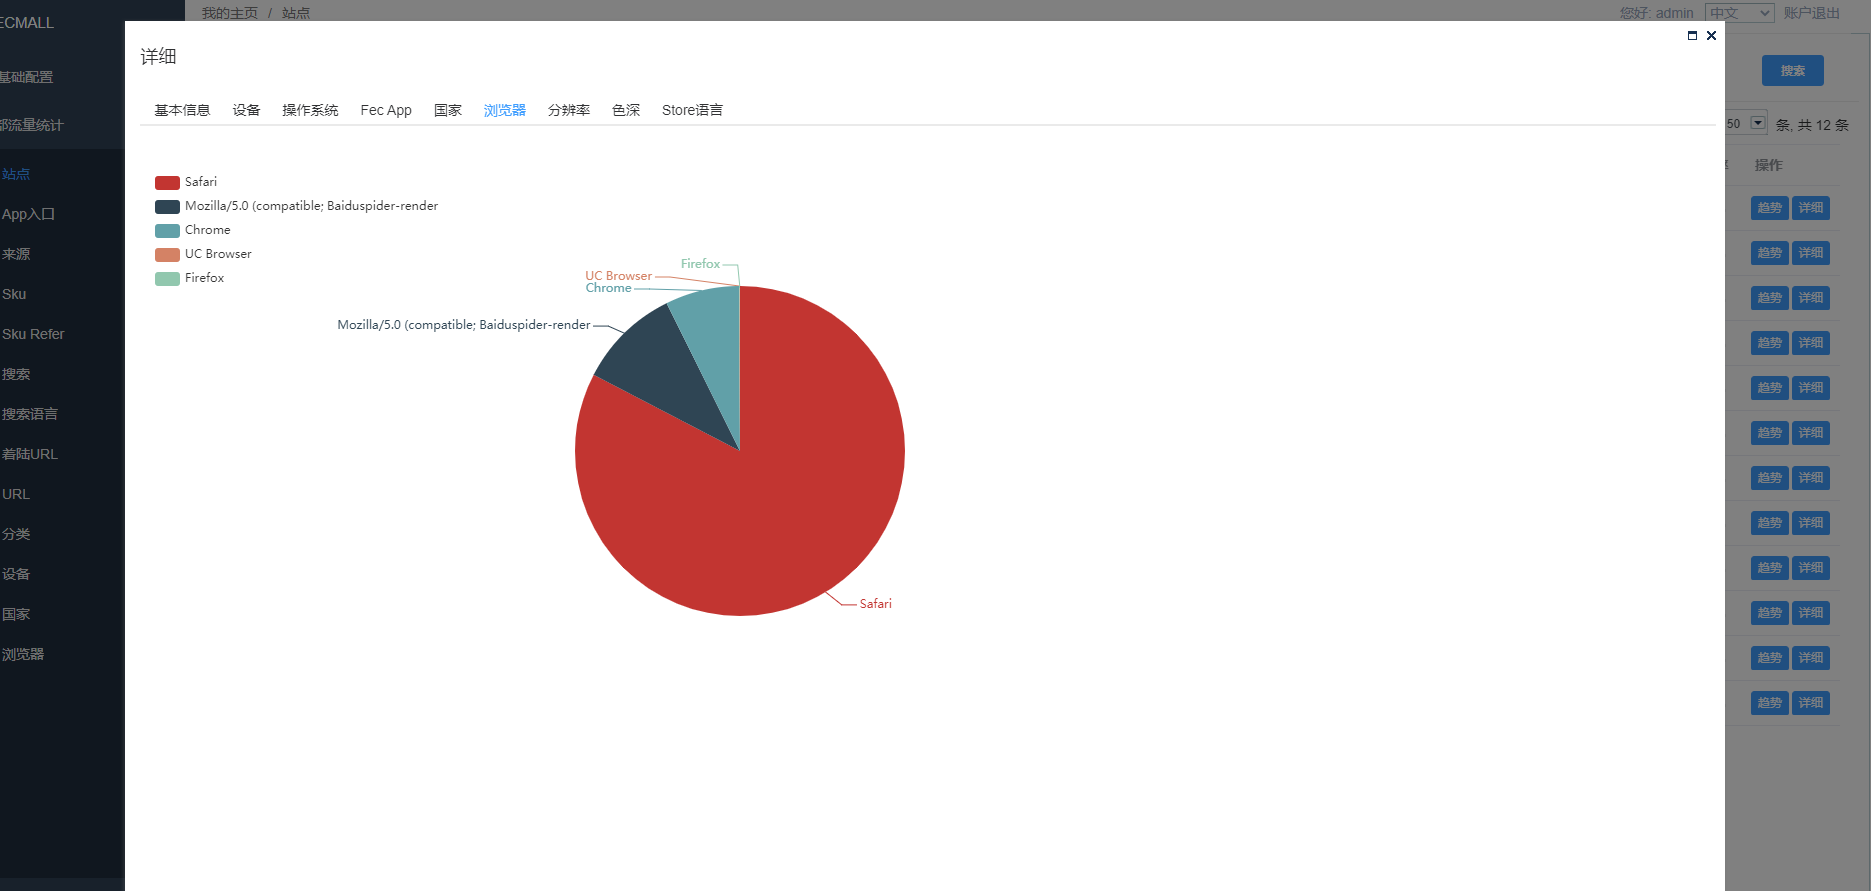 ECMALL
我的主页 / 站点
您好: admin 中文 账户退出
详细
基础配置
搜索
基本信息 设备 操作系统 Fec App 国家 浏览器 分辨率 色深 Store语言
部流量统计
50 条, 共 12 条
操作
站点
Safari
Mozilla/5.0 (compatible; Baiduspider-render
Chrome
UC Browser
Firefox
App入口
来源
Sku
Sku Refer
搜索
搜索语言
着陆URL
URL
分类
设备
国家
浏览器
Firefox
UC Browser
Chrome
Mozilla/5.0 (compatible; Baiduspider-render
Safari
趋势 详细
趋势 详细
趋势 详细
趋势 详细
趋势 详细
趋势 详细
趋势 详细
趋势 详细
趋势 详细
趋势 详细
趋势 详细
趋势 详细